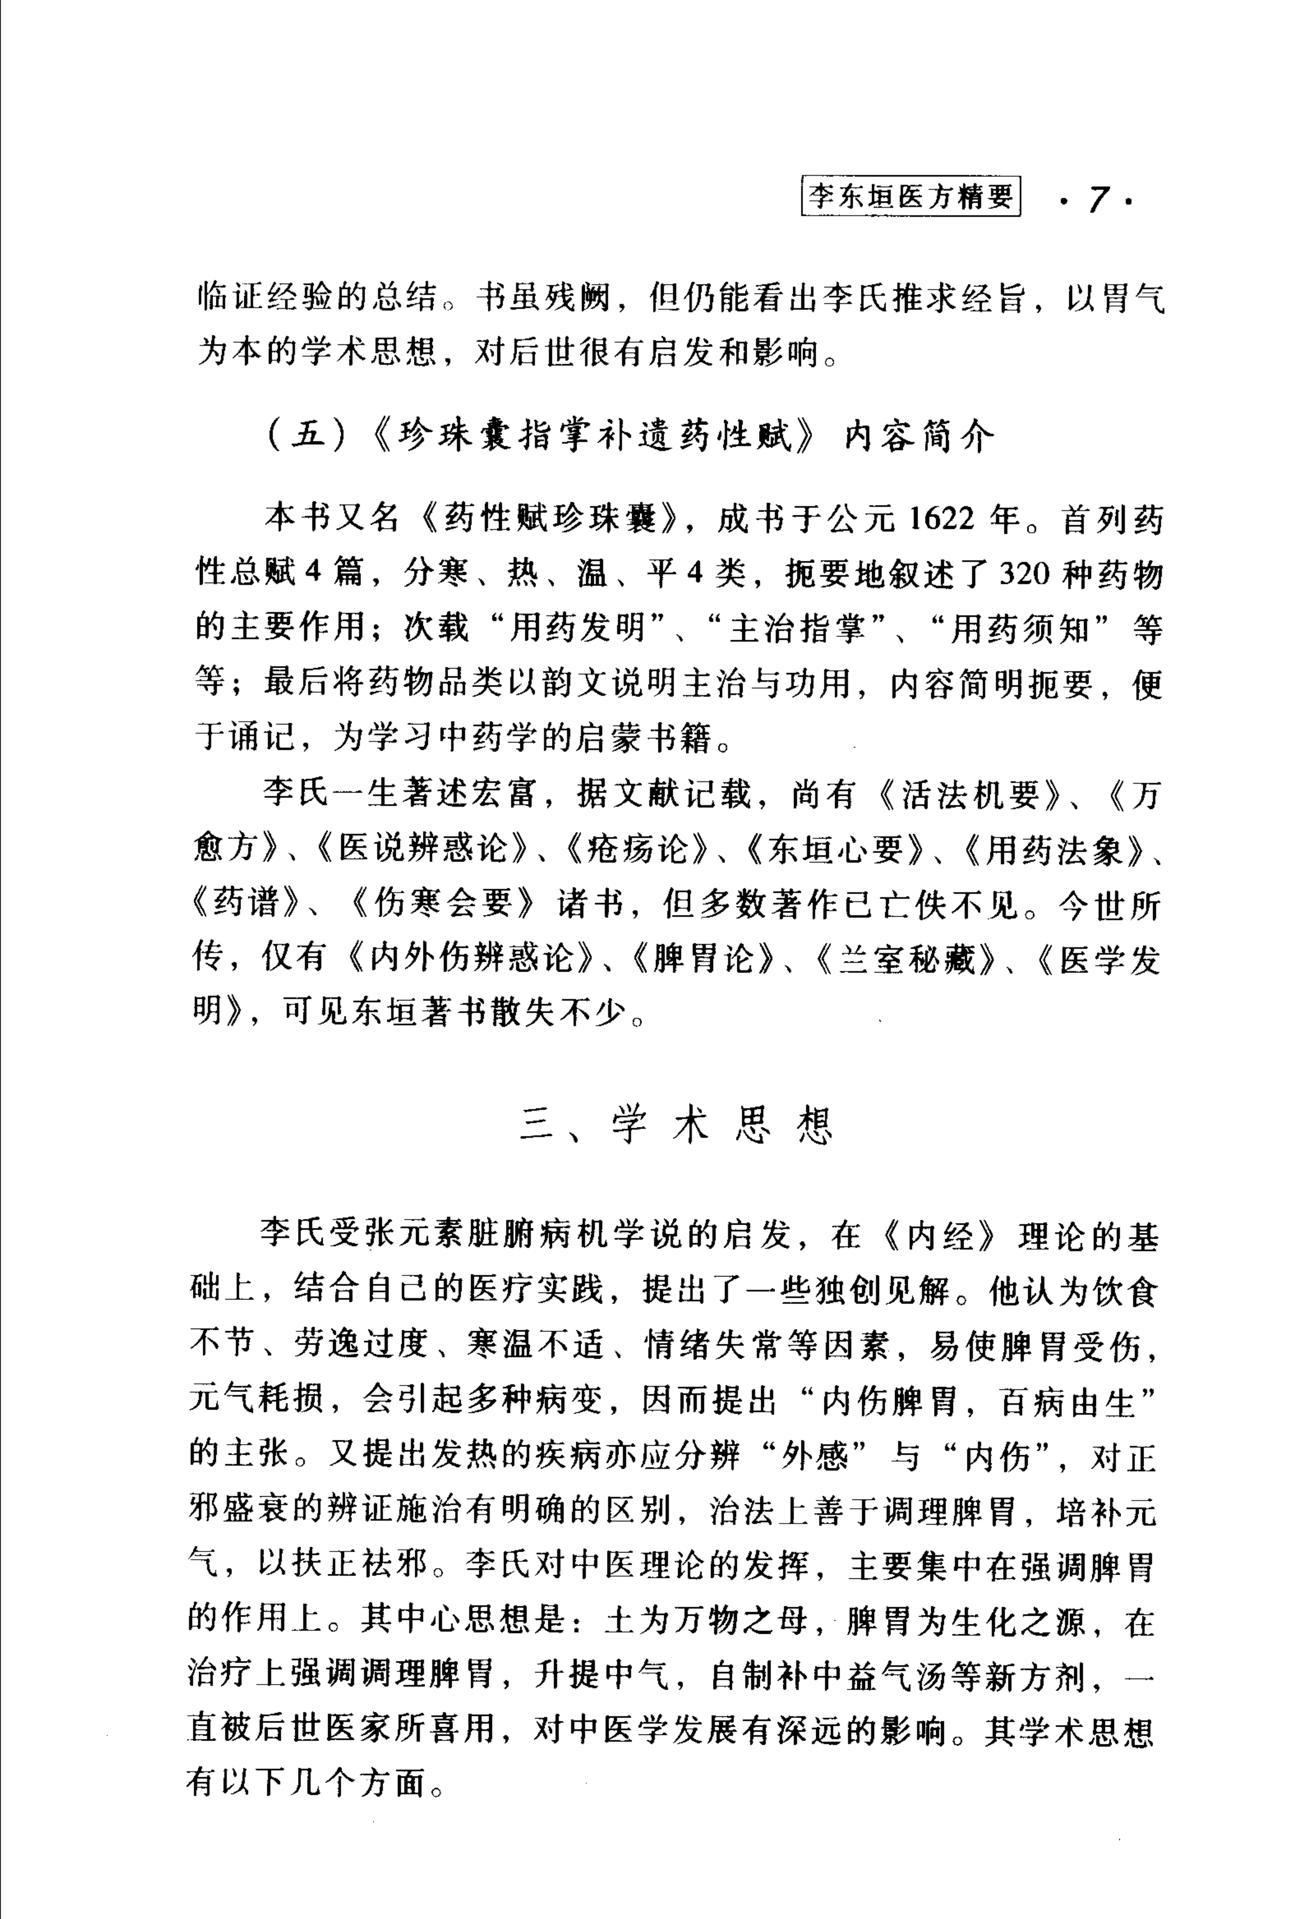 李东垣医方精要 ·7·
临证经验的总结。书虽残阙，但仍能看出李氏推求经旨，以胃气
为本的学术思想，对后世很有启发和影响。
（五）《珍珠囊指掌补遗药性赋》内容简介
本书又名《药性赋珍珠囊》，成书于公元 1622 年。首列药
性总赋 4 篇，分寒、热、温、平 4 类，扼要地叙述了 320 种药物
的主要作用；次载“用药发明”、“主治指掌”、“用药须知”等
等；最后将药物品类以韵文说明主治与功用，内容简明扼要，便
于诵记，为学习中药学的启蒙书籍。
李氏一生著述宏富，据文献记载，尚有《活法机要》、《万
愈方》、《医说辨惑论》、《疮疡论》、《东垣心要》、《用药法象》、
《药谱》、《伤寒会要》诸书，但多数著作已亡佚不见。今世所
传，仅有《内外伤辨惑论》、《脾胃论》、《兰室秘藏》、《医学发
明》，可见东垣著书散失不少。
三、学术思想
李氏受张元素脏腑病机学说的启发，在《内经》理论的基
础上，结合自己的医疗实践，提出了一些独创见解。他认为饮食
不节、劳逸过度、寒温不适、情绪失常等因素，易使脾胃受伤，
元气耗损，会引起多种病变，因而提出“内伤脾胃，百病由生”
的主张。又提出发热的疾病亦应分辨“外感”与“内伤”，对正
邪盛衰的辨证施治有明确的区别，治法上善于调理脾胃，培补元
气，以扶正祛邪。李氏对中医理论的发挥，主要集中在强调脾胃
的作用上。其中心思想是：土为万物之母，脾胃为生化之源，在
治疗上强调调理脾胃，升提中气，自制补中益气汤等新方剂，一
直被后世医家所喜用，对中医学发展有深远的影响。其学术思想
有以下几个方面。